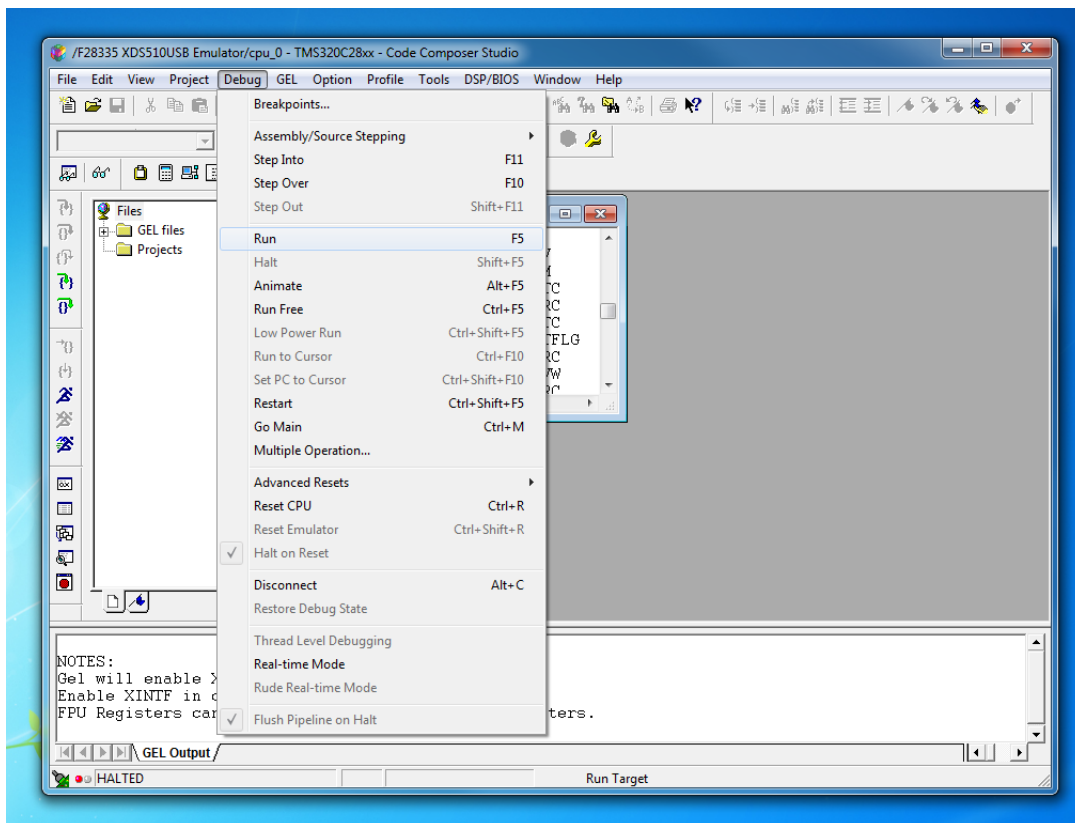 /F28335 XDS510USB Emulator/cpu_0 - TMS320C28xx - Code Composer Studio
File Edit View Project Debug GEL Option Profile Tools DSP/BIOS Window Help
Breakpoints...
Assembly/Source Stepping
Step Into F11
Step Over F10
Step Out Shift+F11
Run F5
Halt Shift+F5
Animate Alt+F5
Run Free Ctrl+F5
Low Power Run Ctrl+Shift+F5
Run to Cursor Ctrl+F10
Set PC to Cursor Ctrl+Shift+F10
Restart Ctrl+Shift+F5
Go Main Ctrl+M
Multiple Operation...
Advanced Resets
Reset CPU Ctrl+R
Reset Emulator Ctrl+Shift+R
Halt on Reset
Disconnect Alt+C
Restore Debug State
Thread Level Debugging
Real-time Mode
Rude Real-time Mode
Flush Pipeline on Halt
Files
GEL files
Projects
TFLG
NOTES:
Gel will enable
Enable XINTF in
FPU Registers ters.
GEL Output
HALTED Run Target